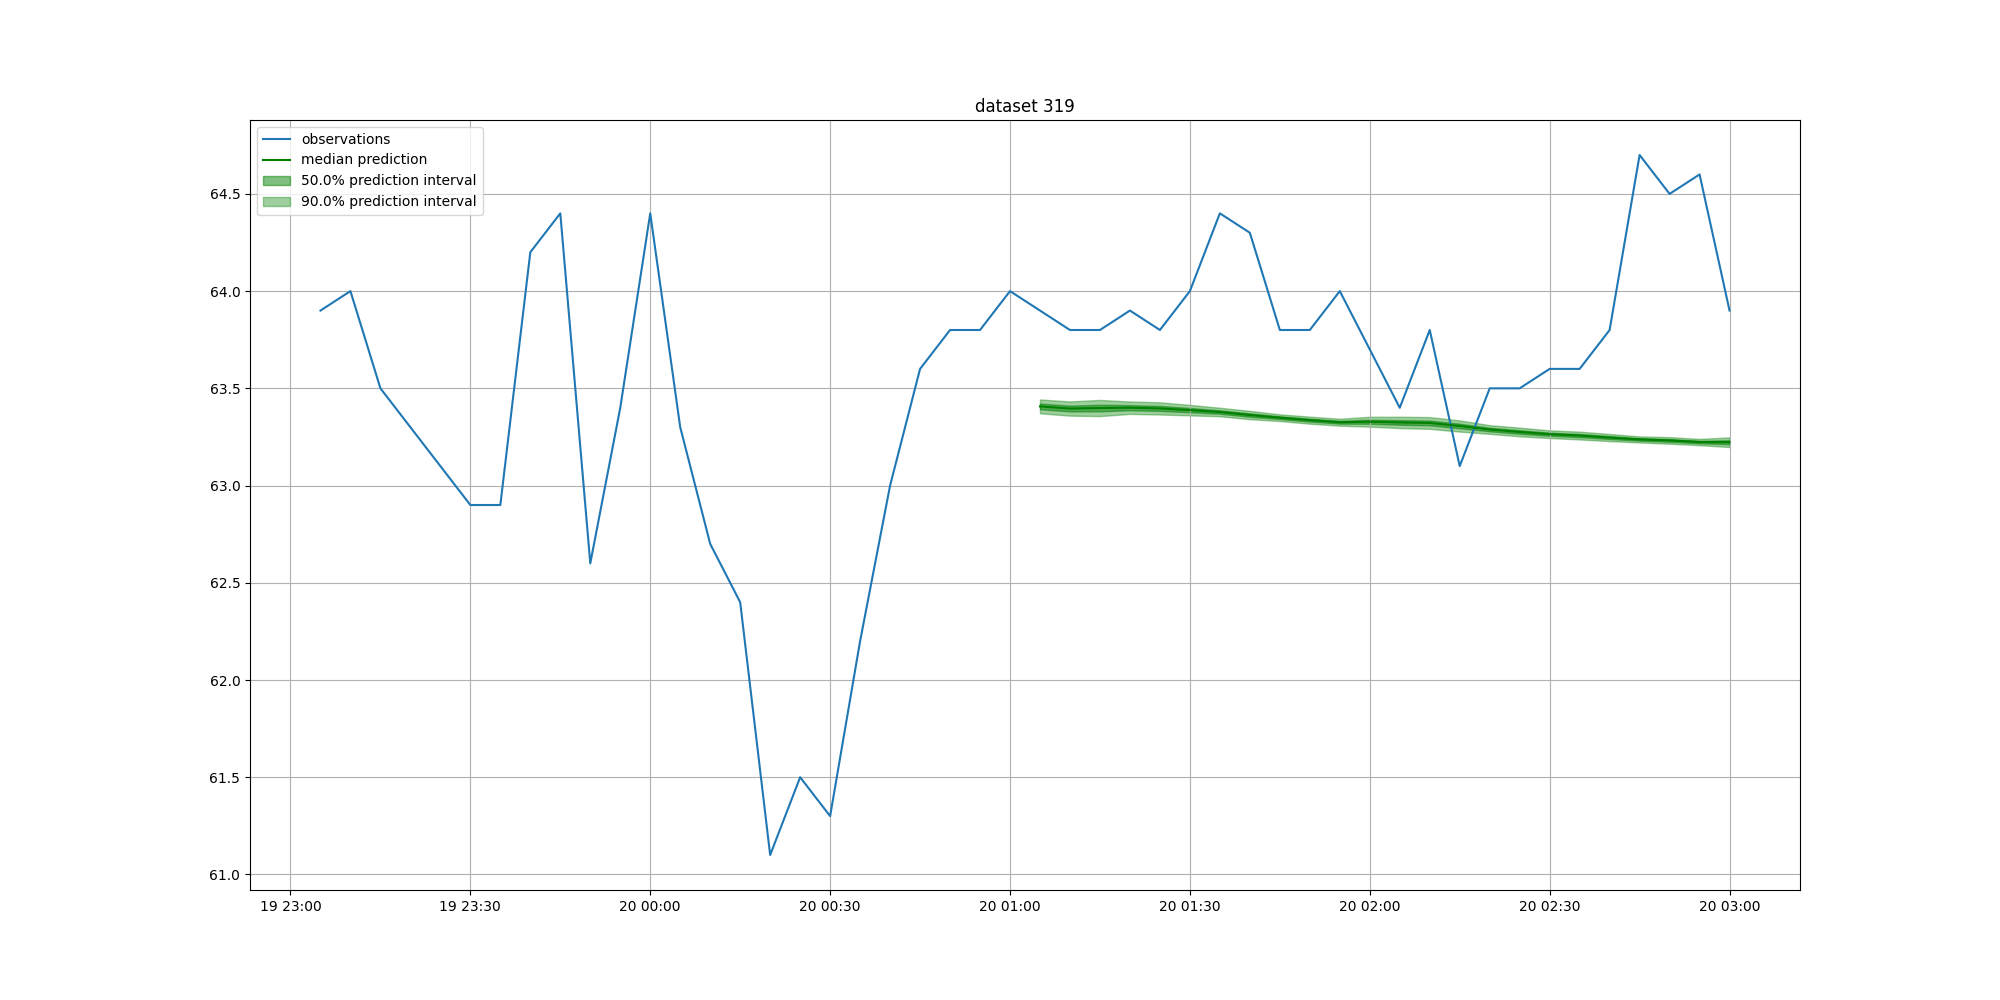 dataset 319
observations
median prediction
50.0% prediction interval
90.0% prediction interval
64.5
64.0
63.5
63.0
62.5
62.0
61.5
61.0
19 23:00 19 23:30 20 00:00 20 00:30 20 01:00 20 01:30 20 02:00 20 02:30 20 03:00